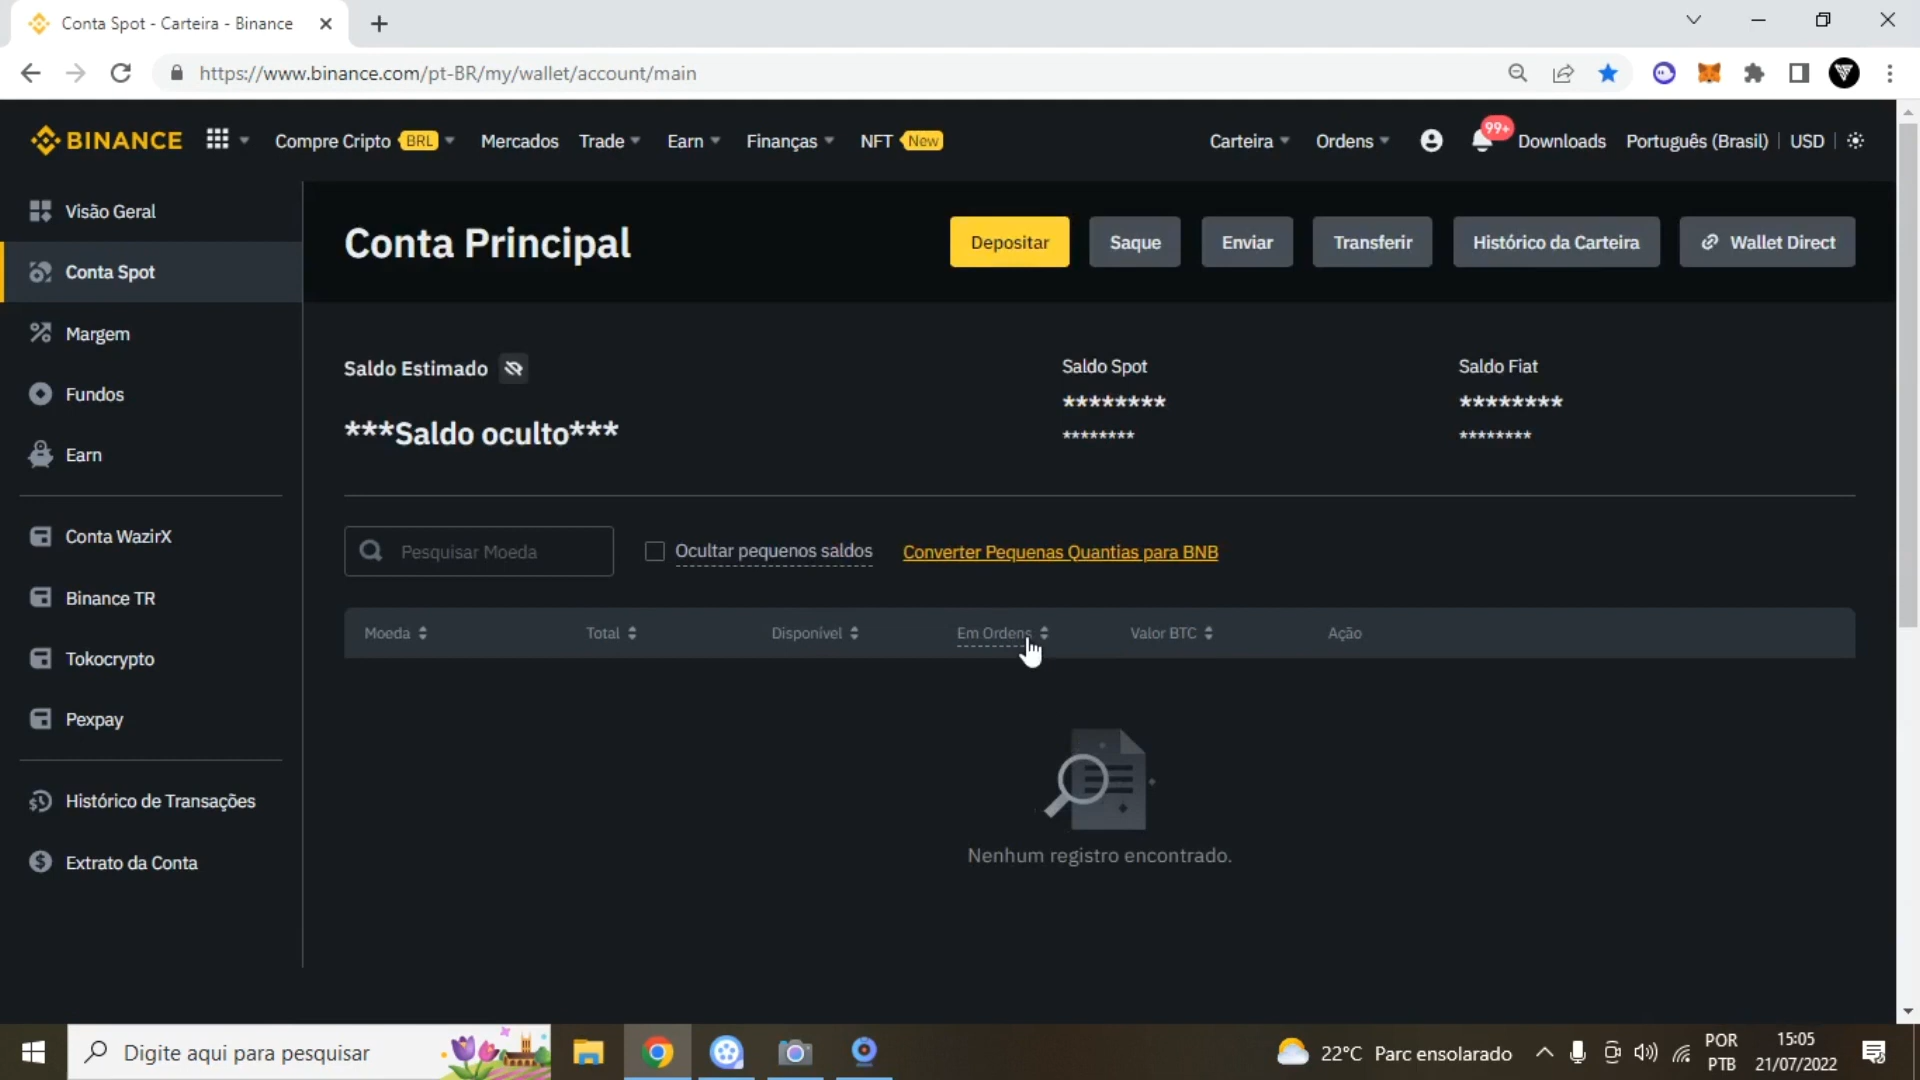 Conta Spot - Carteira - Binance
https://www.binance.com/pt-BR/my/wallet/account/main
BINANCE Compre Cripto BRL Mercados Trade Earn Finanças NFT New Carteira Ordens 99+ Downloads Português (Brasil) USD
Visão Geral
Conta Spot
Margem
Fundos
Earn
Conta WazirX
Binance TR
Tokocrypto
Pexpay
Histórico de Transações
Extrato da Conta
Conta Principal Depositar Saque Enviar Transferir Histórico da Carteira Wallet Direct
Saldo Estimado
***Saldo oculto***
Saldo Spot
********
********
Saldo Fiat
********
********
Pesquisar Moeda Ocultar pequenos saldos Converter Pequenas Quantias para BNB
Moeda Total Disponível Em Ordens Valor BTC Ação
Nenhum registro encontrado.
Digite aqui para pesquisar 22°C Parc ensolarado
POR
PTB
15:05
21/07/2022